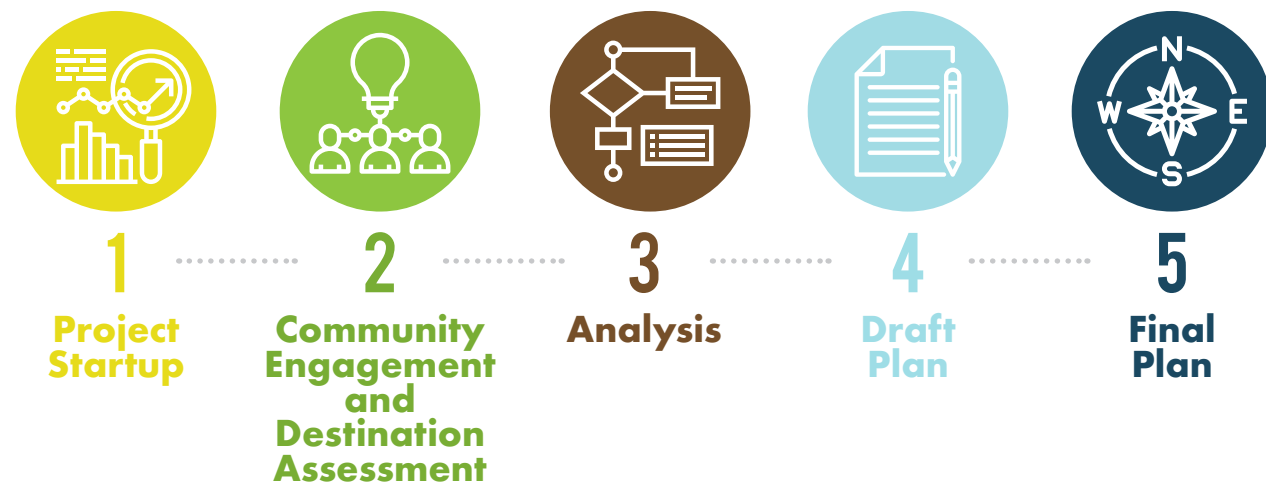 N
W E
S
1 2 3 4 5
Project
Startup
Community
Engagement
and
Destination
Assessment
Analysis
Draft
Plan
Final
Plan